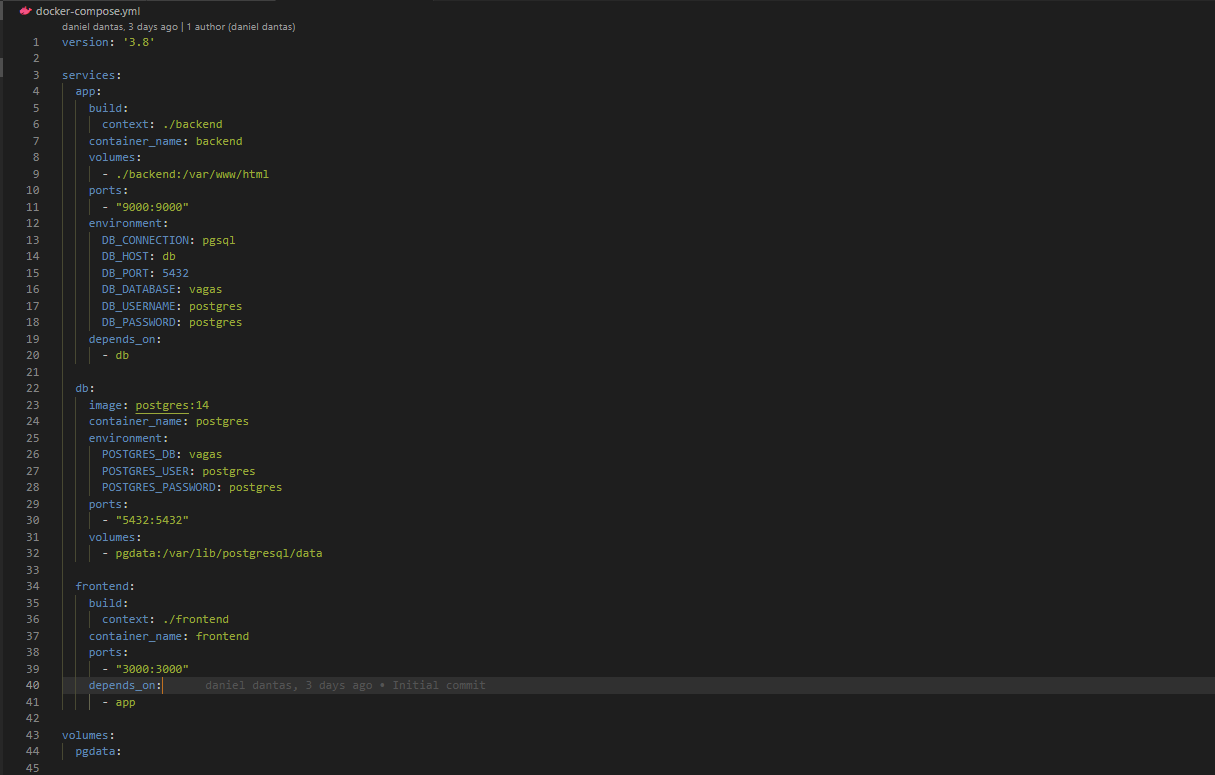 docker-compose.yml
daniel dantas, 3 days ago | 1 author (daniel dantas)
1 version: '3.8'
2
3 services:
4 app:
5 build:
6 context: ./backend
7 container_name: backend
8 volumes:
9 - ./backend:/var/www/html
10 ports:
11 - "9000:9000"
12 environment:
13 DB_CONNECTION: pgsql
14 DB_HOST: db
15 DB_PORT: 5432
16 DB_DATABASE: vagas
17 DB_USERNAME: postgres
18 DB_PASSWORD: postgres
19 depends_on:
20 - db
21
22 db:
23 image: postgres:14
24 container_name: postgres
25 environment:
26 POSTGRES_DB: vagas
27 POSTGRES_USER: postgres
28 POSTGRES_PASSWORD: postgres
29 ports:
30 - "5432:5432"
31 volumes:
32 - pgdata:/var/lib/postgresql/data
33
34 frontend:
35 build:
36 context: ./frontend
37 container_name: frontend
38 ports:
39 - "3000:3000"
40 depends_on: daniel dantas, 3 days ago • Initial commit
41 - app
42
43 volumes:
44 pgdata:
45